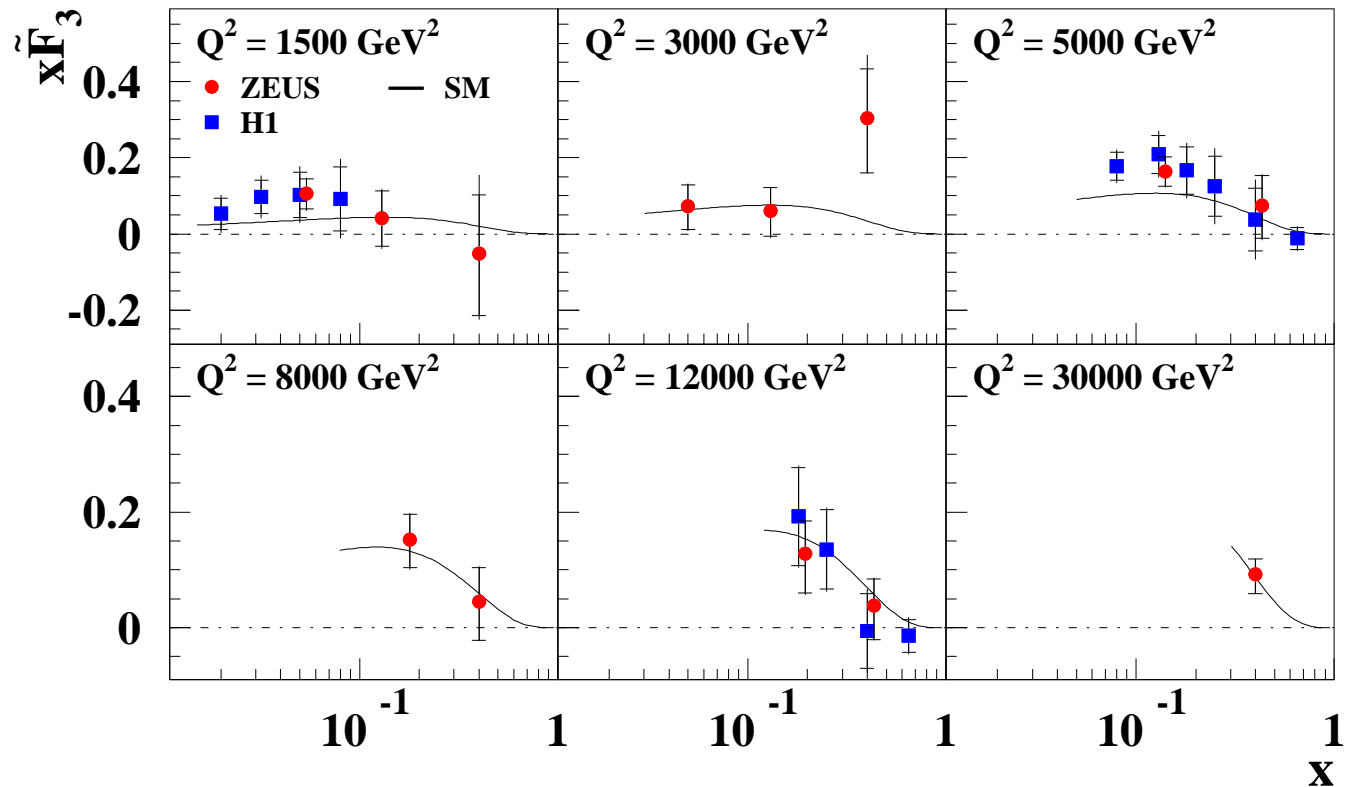 xF̃₃
Q² = 1500 GeV²
Q² = 3000 GeV²
Q² = 5000 GeV²
ZEUS
SM
H1
0.4
0.2
0
-0.2
Q² = 8000 GeV²
Q² = 12000 GeV²
Q² = 30000 GeV²
0.4
0.2
0
10⁻¹ 1 10⁻¹ 1 10⁻¹ 1
x